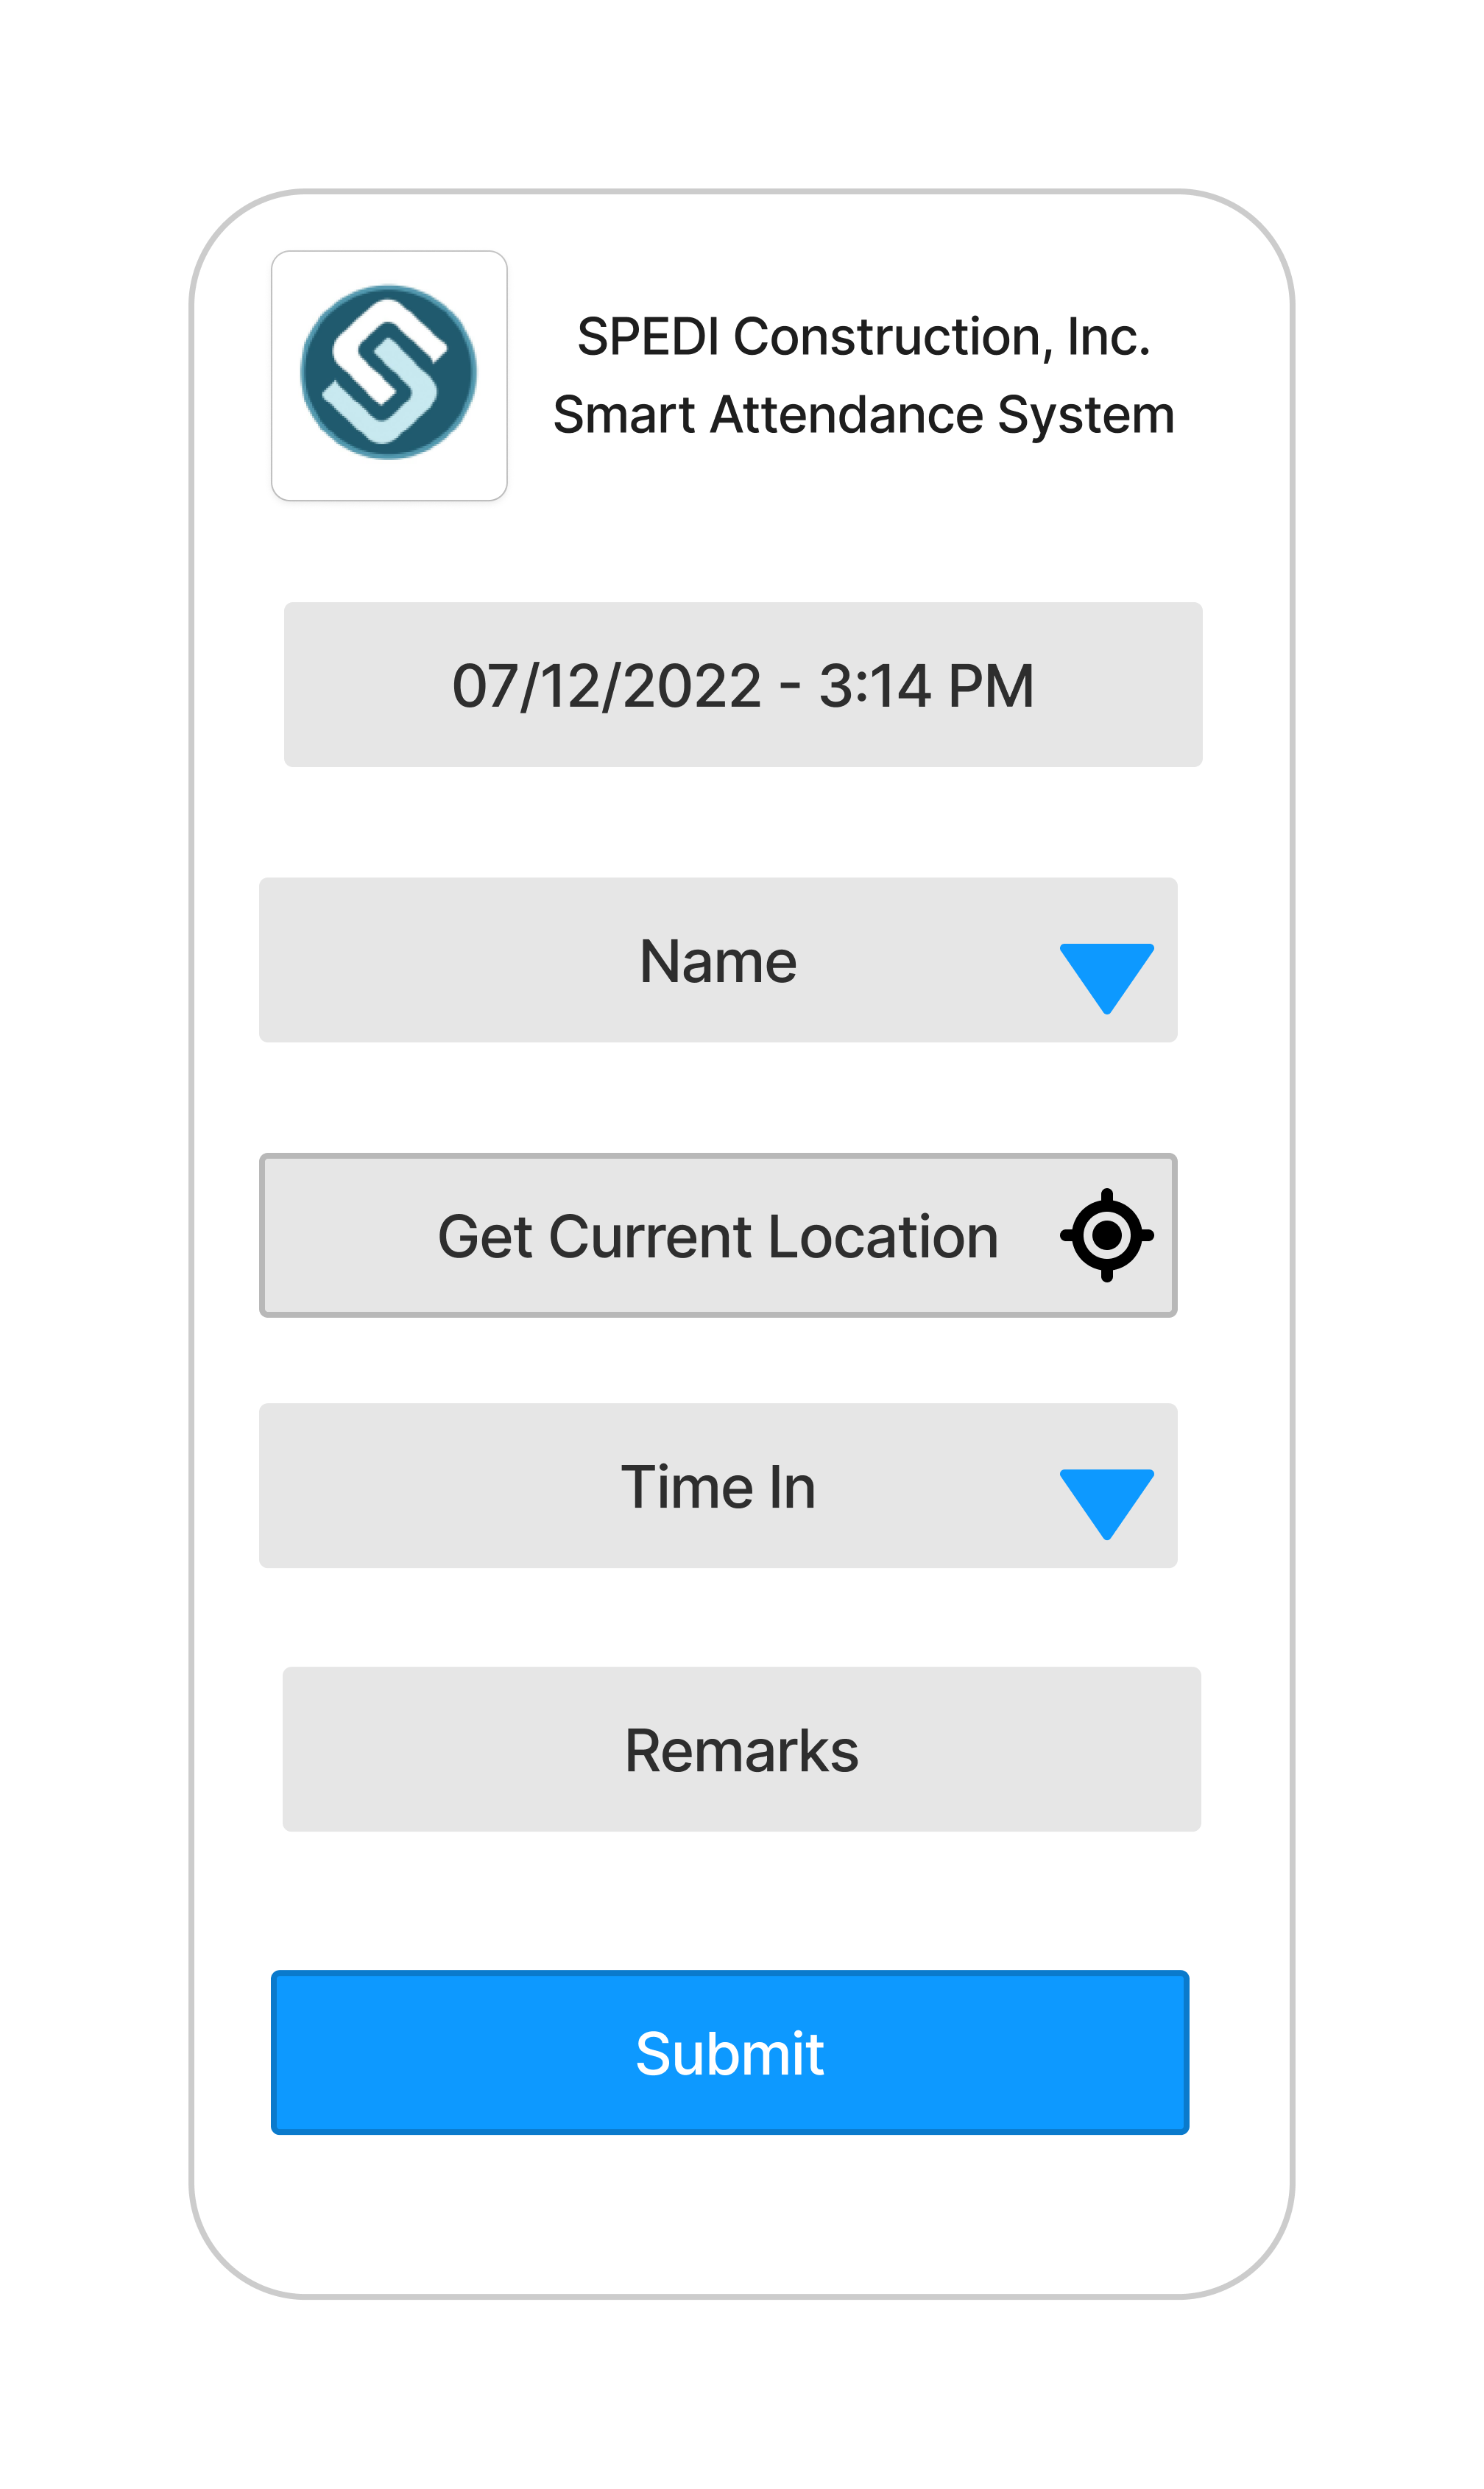 SPEDI Construction, Inc.
Smart Attendance System
07/12/2022 - 3:14 PM
Name
Get Current Location
Time In
Remarks
Submit